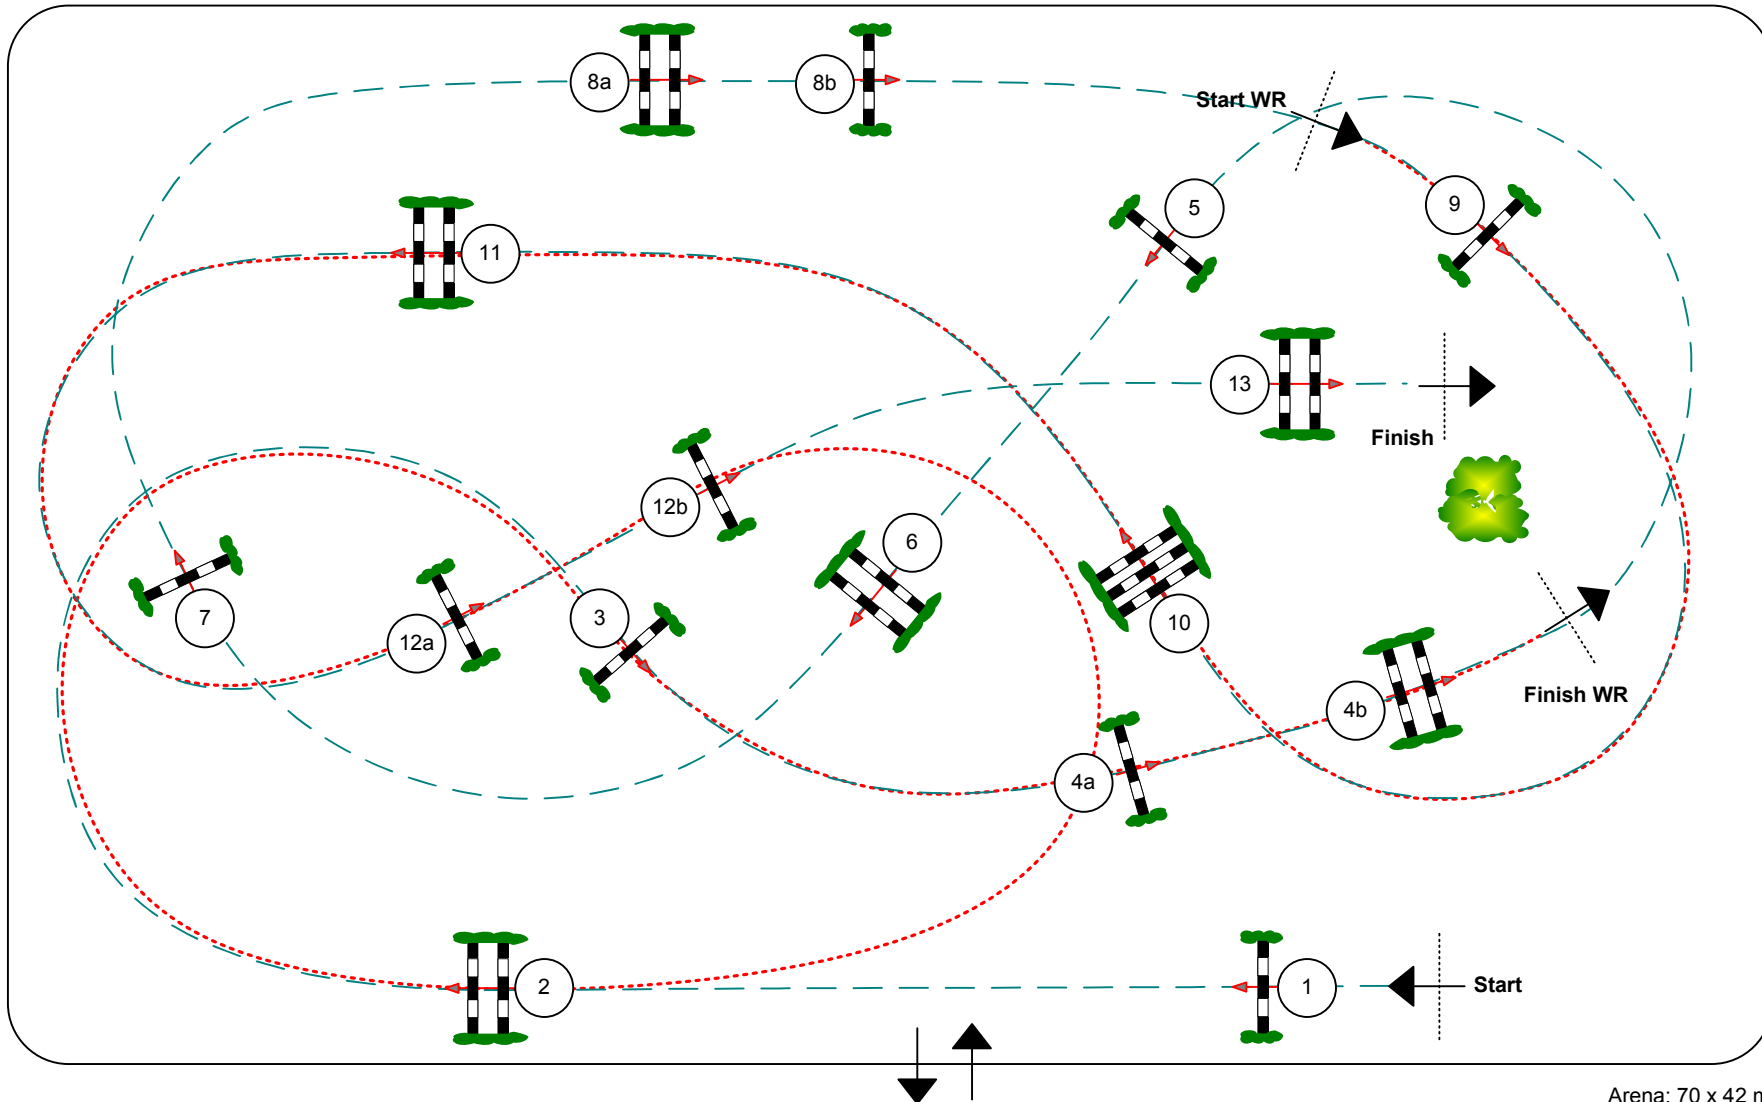 8a
8b
Start WR
9
5
11
13
Finish
12b
6
3
7
12a
10
4b
Finish WR
4a
2
1
Start
Arena: 70 x 42 m